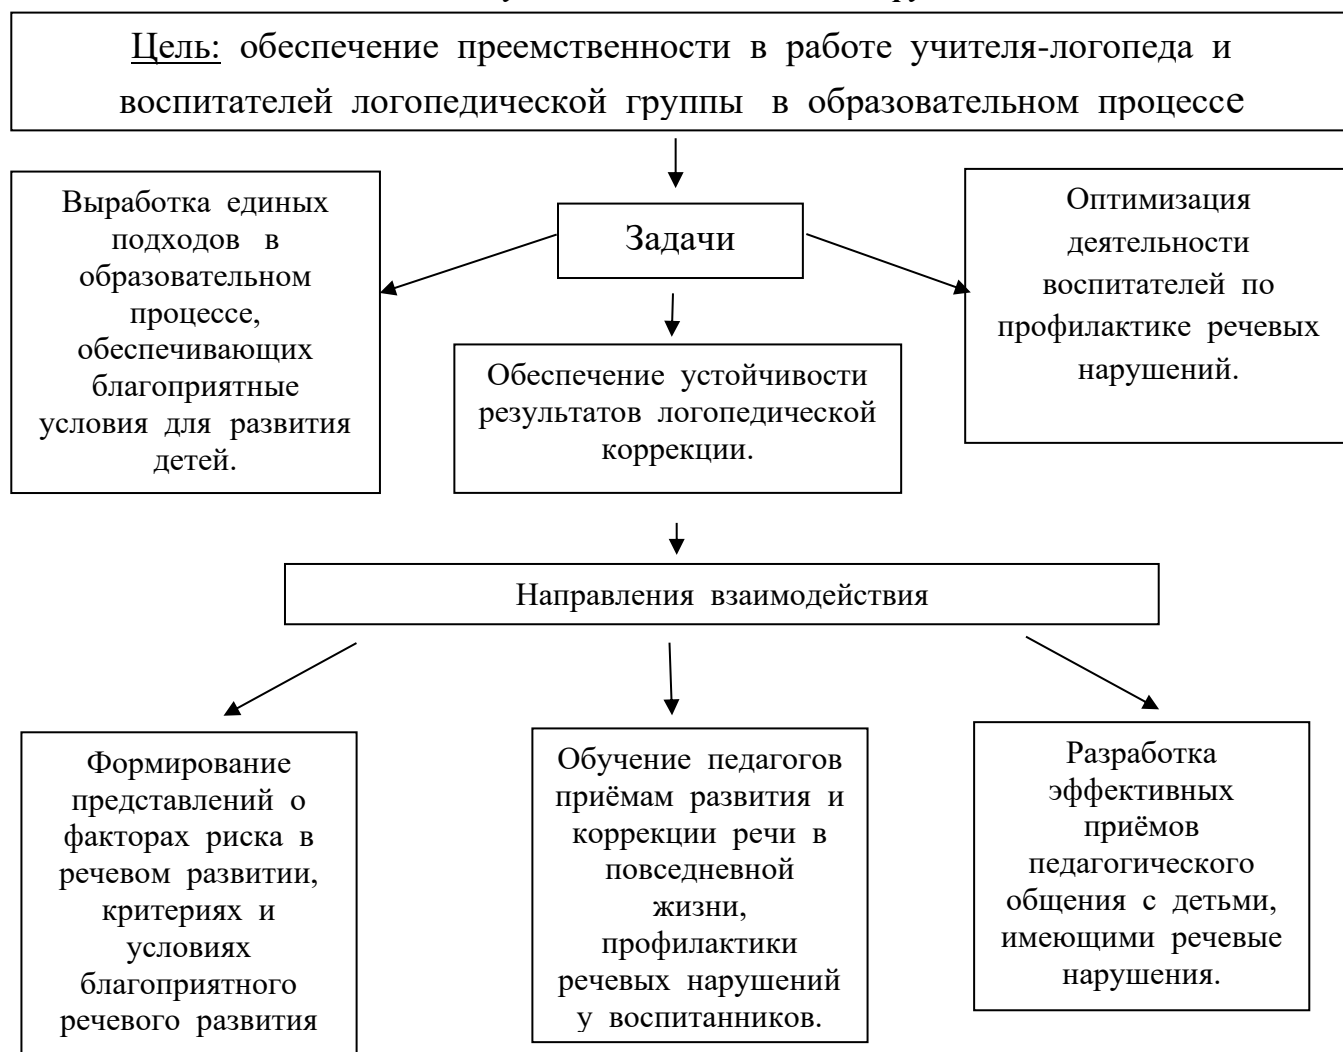 Цель: обеспечение преемственности в работе учителя-логопеда и
воспитателей логопедической группы в образовательном процессе
Выработка единых
подходов в
образовательном
процессе,
обеспечивающих
благоприятные
условия для развития
детей.
Задачи
Оптимизация
деятельности
воспитателей по
профилактике речевых
нарушений.
Обеспечение устойчивости
результатов логопедической
коррекции.
Направления взаимодействия
Формирование
представлений о
факторах риска в
речевом развитии,
критериях и
условиях
благоприятного
речевого развития
Обучение педагогов
приёмам развития и
коррекции речи в
повседневной
жизни,
профилактики
речевых нарушений
у воспитанников.
Разработка
эффективных
приёмов
педагогического
общения с детьми,
имеющими речевые
нарушения.